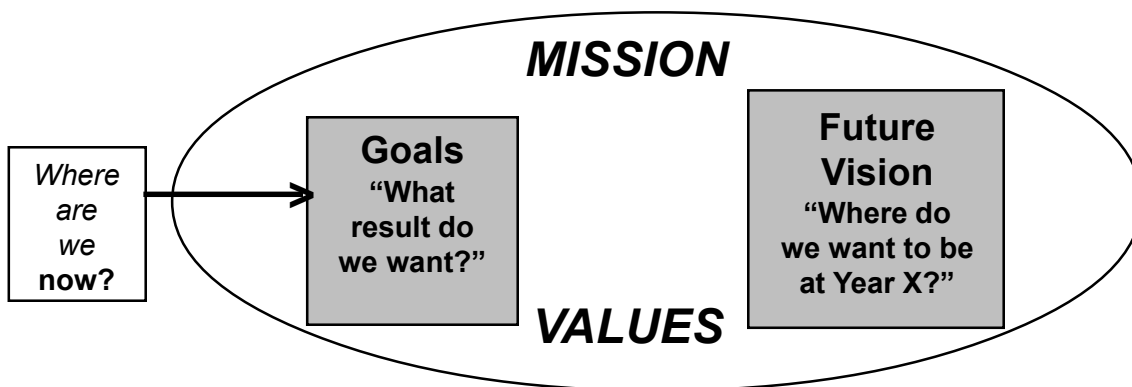 MISSION
Where
are
we
now?
Goals
“What
result do
we want?”
Future
Vision
“Where do
we want to be
at Year X?”
VALUES